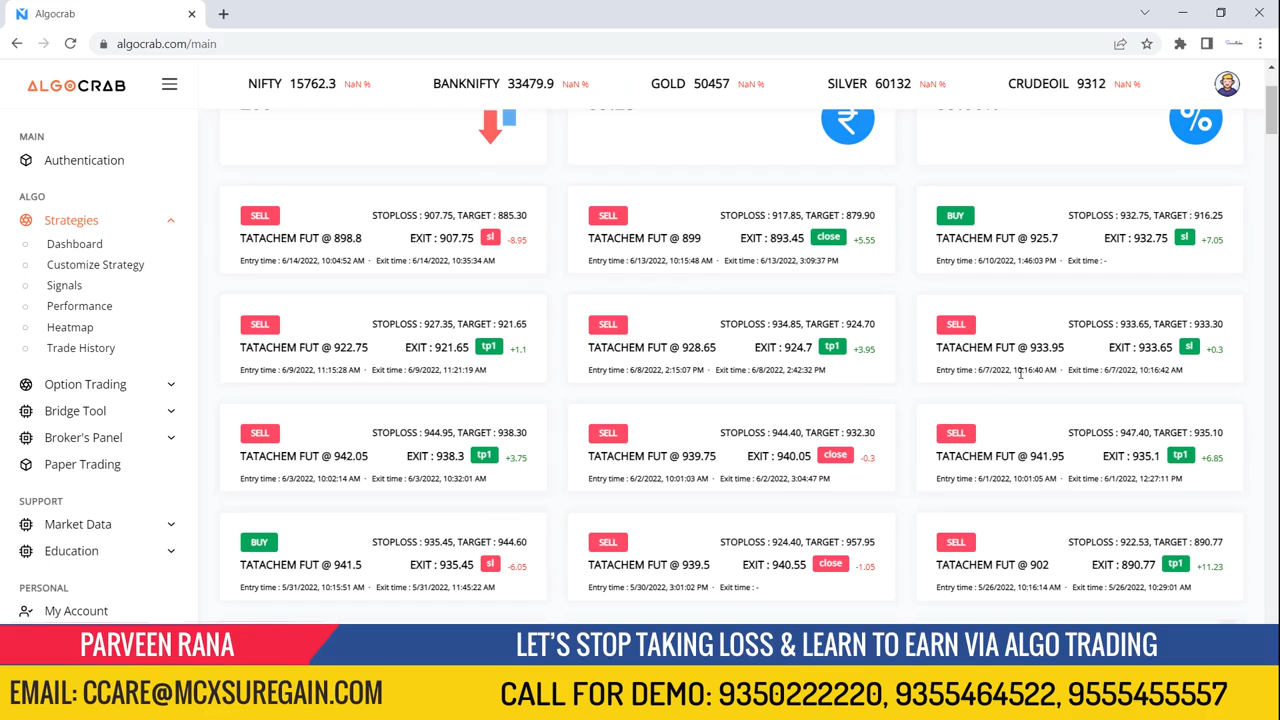 Algocrab
algocrab.com/main
ALGOCRAB
NIFTY 15762.3 NaN % BANKNIFTY 33479.9 NaN % GOLD 50457 NaN % SILVER 60132 NaN % CRUDEOIL 9312 NaN %
MAIN
Authentication
ALGO
Strategies
Dashboard
Customize Strategy
Signals
Performance
Heatmap
Trade History
Option Trading
Bridge Tool
Broker's Panel
Paper Trading
SUPPORT
Market Data
Education
PERSONAL
My Account
SELL STOPLOSS : 907.75, TARGET : 885.30
TATACHEM FUT @ 898.8 EXIT : 907.75 sl -8.95
Entry time : 6/14/2022, 10:04:52 AM - Exit time : 6/14/2022, 10:35:34 AM
SELL STOPLOSS : 917.85, TARGET : 879.90
TATACHEM FUT @ 899 EXIT : 893.45 close +5.55
Entry time : 6/13/2022, 10:15:48 AM - Exit time : 6/13/2022, 3:09:37 PM
BUY STOPLOSS : 932.75, TARGET : 916.25
TATACHEM FUT @ 925.7 EXIT : 932.75 sl +7.05
Entry time : 6/10/2022, 1:46:03 PM - Exit time : -
SELL STOPLOSS : 927.35, TARGET : 921.65
TATACHEM FUT @ 922.75 EXIT : 921.65 tp1 +1.1
Entry time : 6/9/2022, 11:15:28 AM - Exit time : 6/9/2022, 11:21:19 AM
SELL STOPLOSS : 934.85, TARGET : 924.70
TATACHEM FUT @ 928.65 EXIT : 924.7 tp1 +3.95
Entry time : 6/8/2022, 2:15:07 PM - Exit time : 6/8/2022, 2:42:32 PM
SELL STOPLOSS : 933.65, TARGET : 933.30
TATACHEM FUT @ 933.95 EXIT : 933.65 sl +0.3
Entry time : 6/7/2022, 10:16:40 AM - Exit time : 6/7/2022, 10:16:42 AM
SELL STOPLOSS : 944.95, TARGET : 938.30
TATACHEM FUT @ 942.05 EXIT : 938.3 tp1 +3.75
Entry time : 6/3/2022, 10:02:14 AM - Exit time : 6/3/2022, 10:32:01 AM
SELL STOPLOSS : 944.40, TARGET : 932.30
TATACHEM FUT @ 939.75 EXIT : 940.05 close -0.3
Entry time : 6/2/2022, 10:01:03 AM - Exit time : 6/2/2022, 3:04:47 PM
SELL STOPLOSS : 947.40, TARGET : 935.10
TATACHEM FUT @ 941.95 EXIT : 935.1 tp1 +6.85
Entry time : 6/1/2022, 10:01:05 AM - Exit time : 6/1/2022, 12:27:11 PM
BUY STOPLOSS : 935.45, TARGET : 944.60
TATACHEM FUT @ 941.5 EXIT : 935.45 sl -6.05
Entry time : 5/31/2022, 10:15:51 AM - Exit time : 5/31/2022, 11:45:22 AM
SELL STOPLOSS : 924.40, TARGET : 957.95
TATACHEM FUT @ 939.5 EXIT : 940.55 close -1.05
Entry time : 5/30/2022, 3:01:02 PM - Exit time : -
SELL STOPLOSS : 922.53, TARGET : 890.77
TATACHEM FUT @ 902 EXIT : 890.77 tp1 +11.23
Entry time : 5/26/2022, 10:16:14 AM - Exit time : 5/26/2022, 10:29:01 AM
PARVEEN RANA
LET'S STOP TAKING LOSS & LEARN TO EARN VIA ALGO TRADING
EMAIL: CCARE@MCXSUREGAIN.COM
CALL FOR DEMO: 9350222220, 9355464522, 9555455557